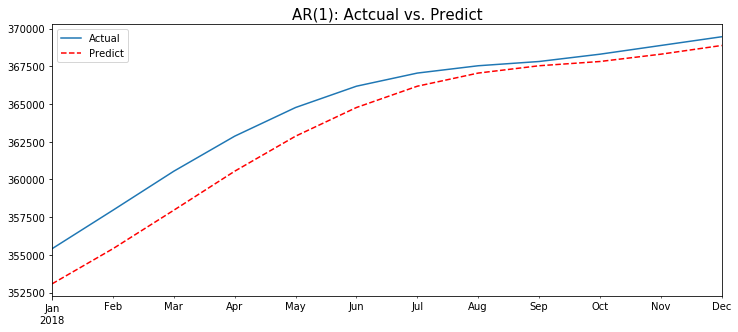 AR(1): Actcual vs. Predict
370000
367500
365000
362500
360000
357500
355000
352500
Actual
Predict
Jan Feb Mar Apr May Jun Jul Aug Sep Oct Nov Dec
2018